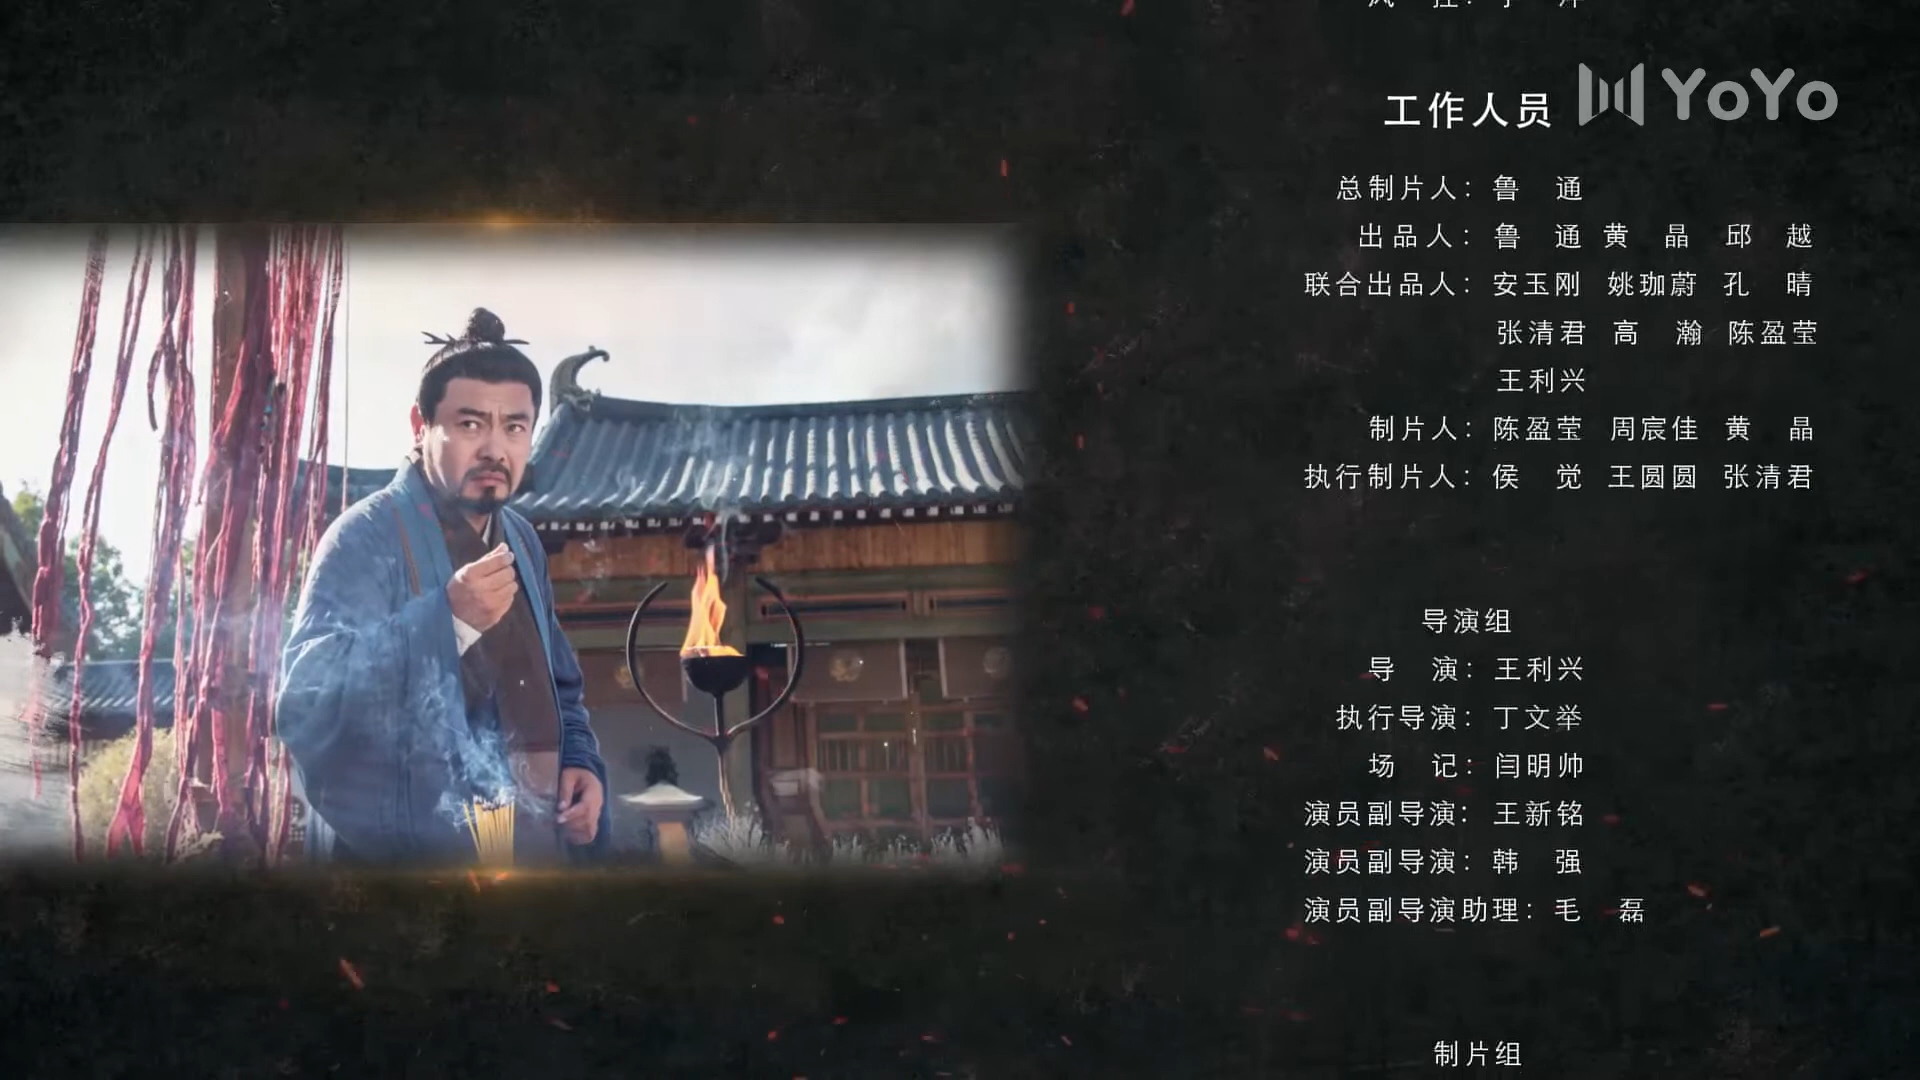 工作人员
YoYo
总制片人：鲁 通
出品人：鲁 通 黄 晶 邱 越
联合出品人：安玉刚 姚珈蔚 孔 晴
张清君 高 瀚 陈盈莹
王利兴
制片人：陈盈莹 周宸佳 黄 晶
执行制片人：侯 觉 王圆圆 张清君
导演组
导 演：王利兴
执行导演：丁文举
场 记：闫明帅
演员副导演：王新铭
演员副导演：韩 强
演员副导演助理：毛 磊
制片组